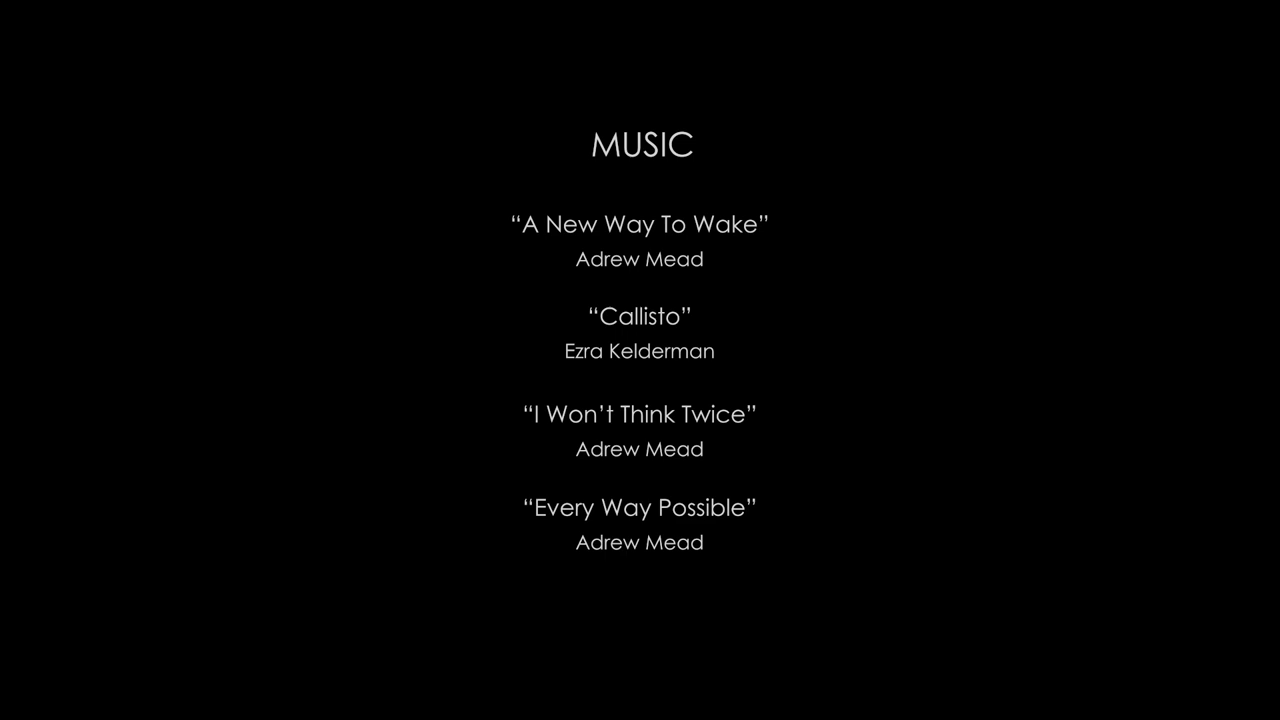 MUSIC
“A New Way To Wake”
Adrew Mead
“Callisto”
Ezra Kelderman
“I Won’t Think Twice”
Adrew Mead
“Every Way Possible”
Adrew Mead